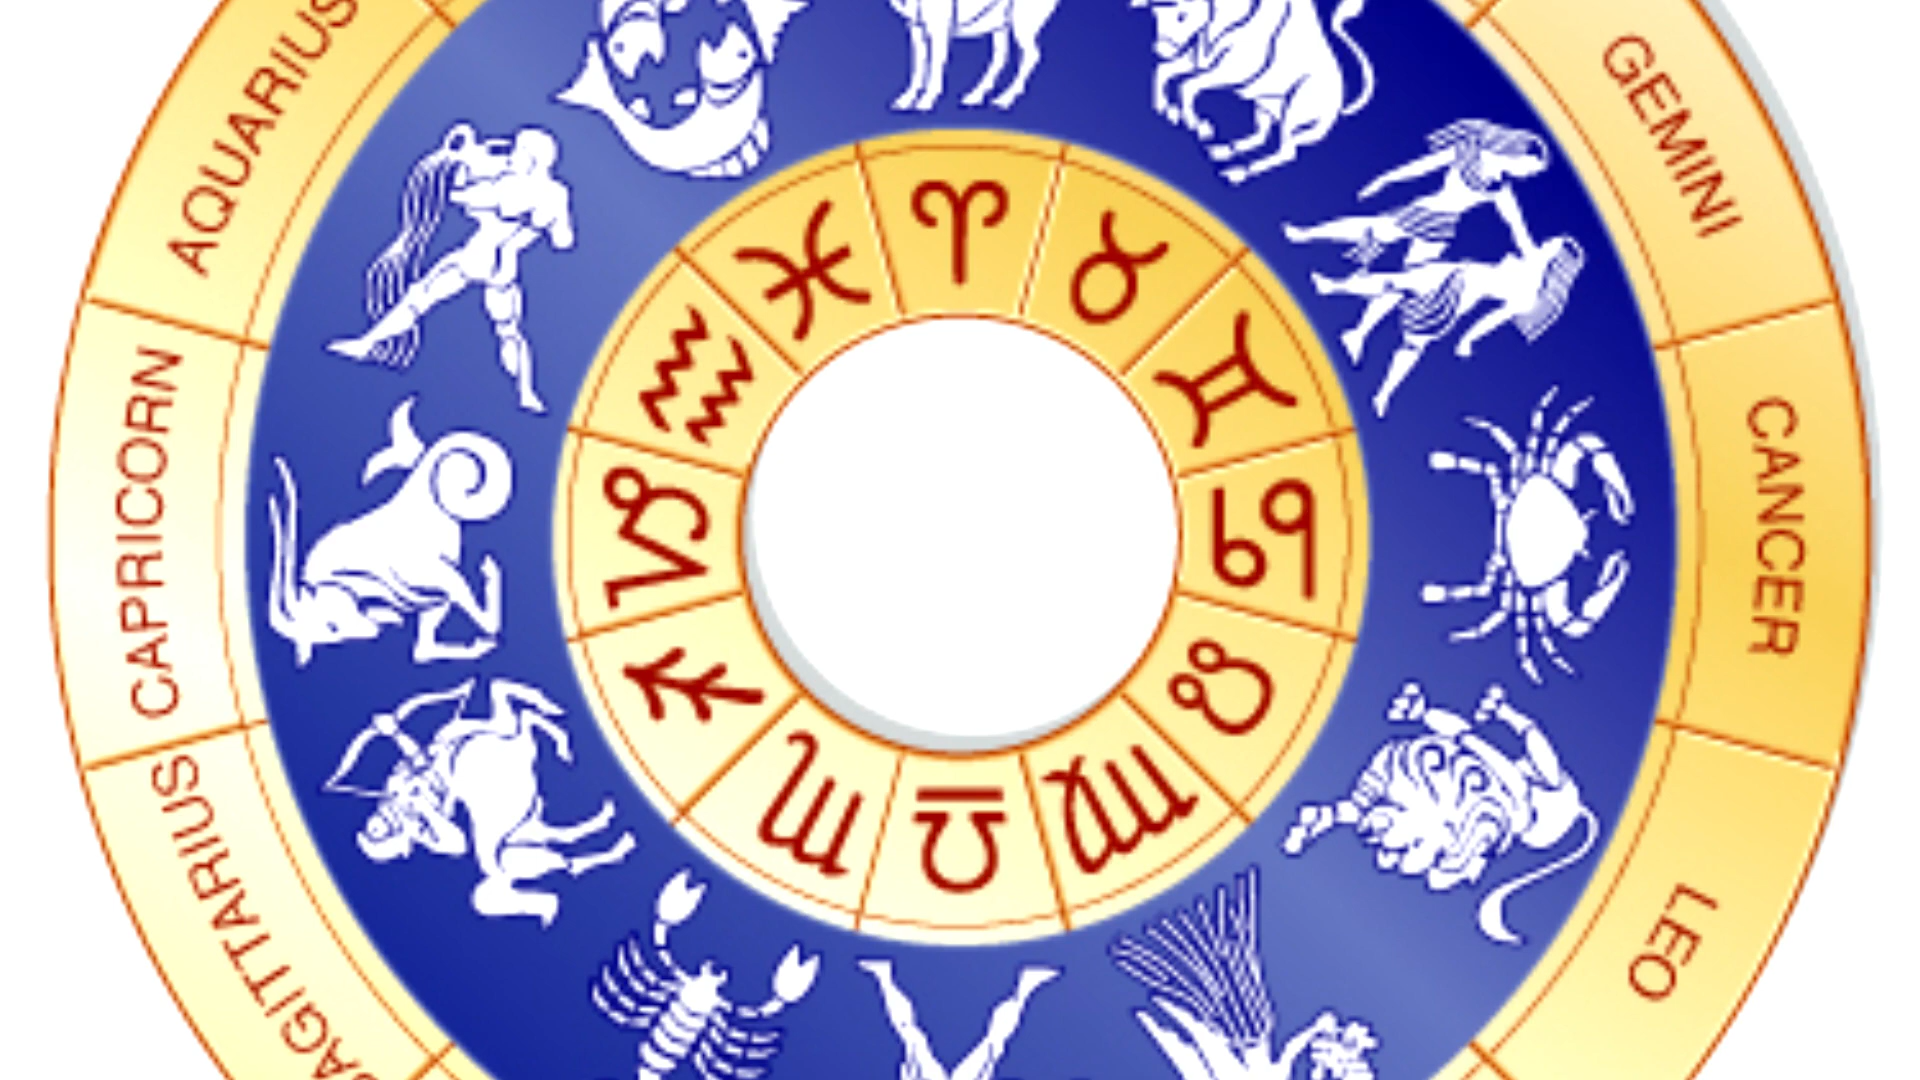 AQUARIUS
GEMINI
CAPRICORN
CANCER
SAGITTARIUS
LEO
♈
♉
♊
♋
♌
♍
♎
♏
♐
♑
♒
♓